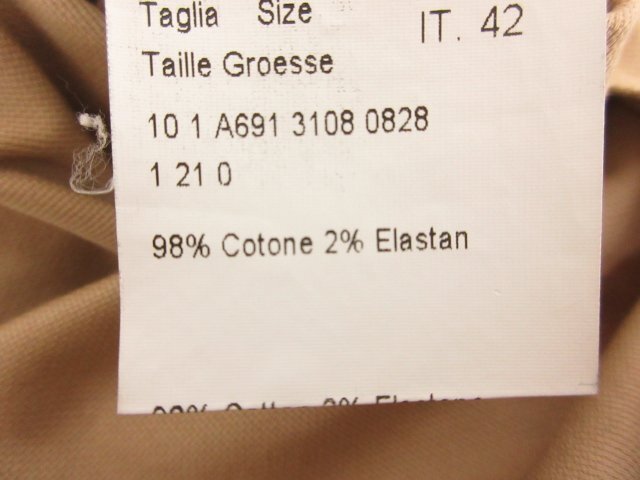 Taglia Size IT. 42
Taille Groesse
10 1 A691 3108 0828
1 21 0
98% Cotone 2% Elastan